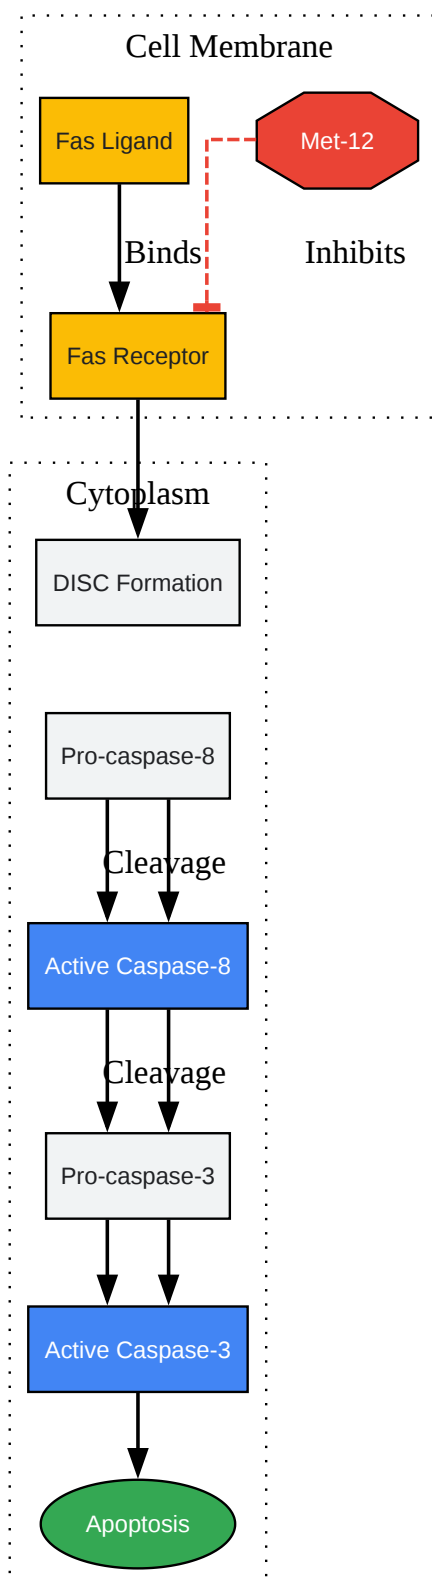 Cell Membrane
Fas Ligand
Met-12
Binds
Inhibits
Fas Receptor
Cytoplasm
DISC Formation
Pro-caspase-8
Cleavage
Active Caspase-8
Cleavage
Pro-caspase-3
Active Caspase-3
Apoptosis